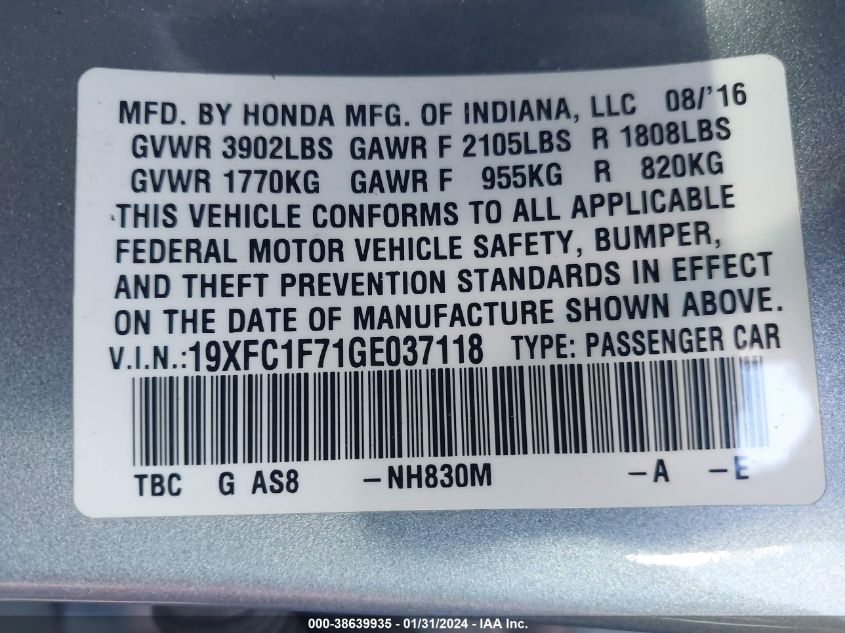 MFD. BY HONDA MFG. OF INDIANA, LLC 08/'16
GVWR 3902LBS GAWR F 2105LBS R 1808LBS
GVWR 1770KG GAWR F 955KG R 820KG
THIS VEHICLE CONFORMS TO ALL APPLICABLE
FEDERAL MOTOR VEHICLE SAFETY, BUMPER,
AND THEFT PREVENTION STANDARDS IN EFFECT
ON THE DATE OF MANUFACTURE SHOWN ABOVE.
V.I.N.:19XFC1F71GE037118 TYPE: PASSENGER CAR
TBC G AS8 –NH830M –A –E
000-38639935 - 01/31/2024 - IAAI.COM